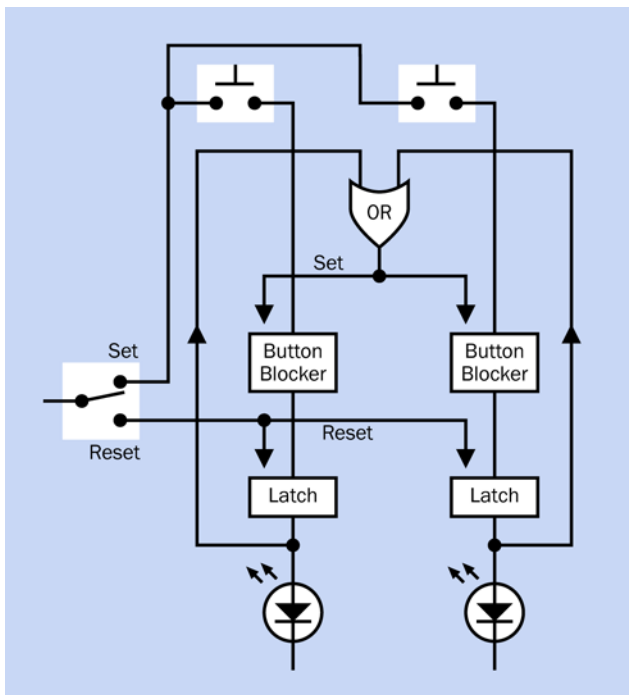 OR
Set
Button
Blocker
Button
Blocker
Set
Reset
Reset
Latch
Latch